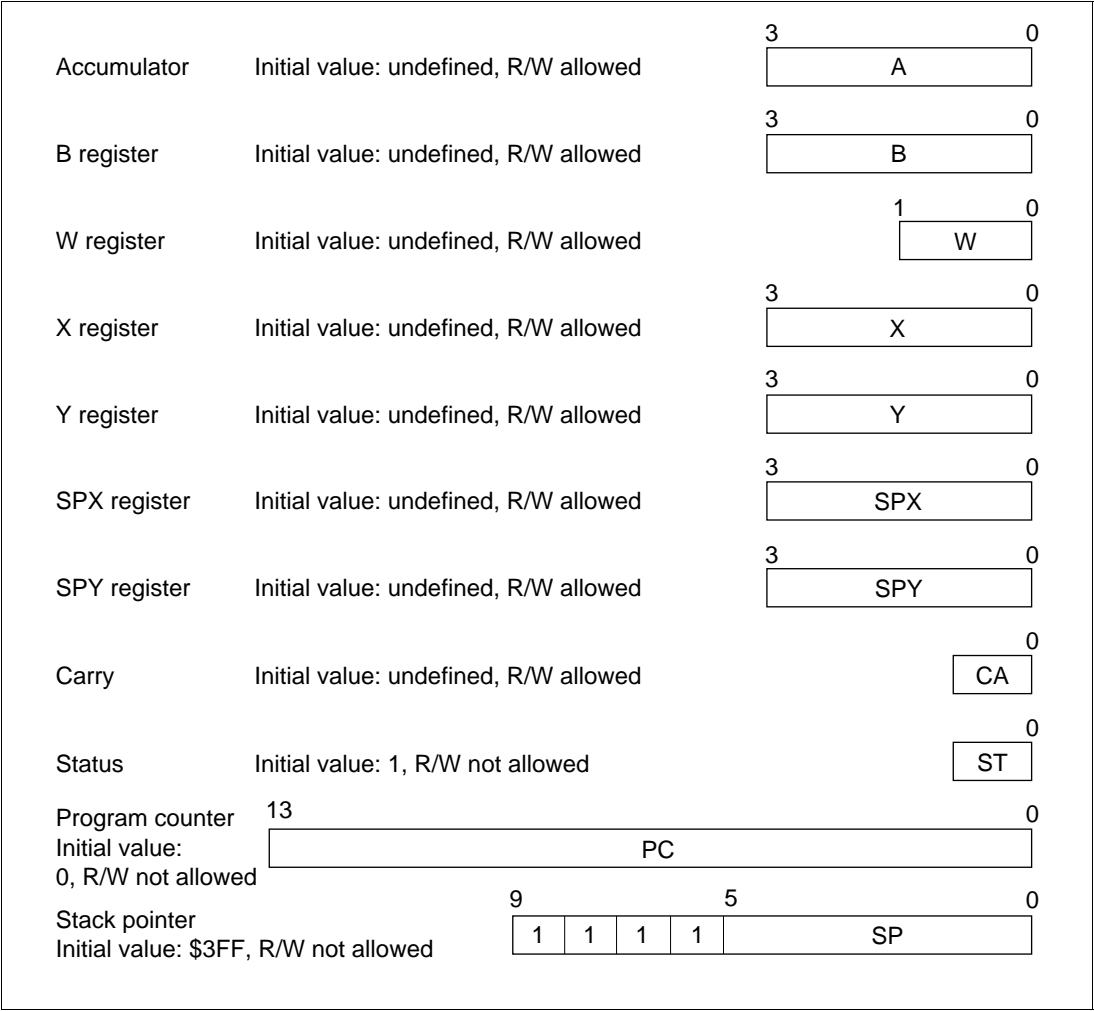 3 0
Accumulator Initial value: undefined, R/W allowed A
3 0
B register Initial value: undefined, R/W allowed B
1 0
W register Initial value: undefined, R/W allowed W
3 0
X register Initial value: undefined, R/W allowed X
3 0
Y register Initial value: undefined, R/W allowed Y
3 0
SPX register Initial value: undefined, R/W allowed SPX
3 0
SPY register Initial value: undefined, R/W allowed SPY
0
Carry Initial value: undefined, R/W allowed CA
0
Status Initial value: 1, R/W not allowed ST
Program counter 13 0
Initial value: PC
0, R/W not allowed
9 5 0
Stack pointer
Initial value: $3FF, R/W not allowed 1 1 1 1 SP